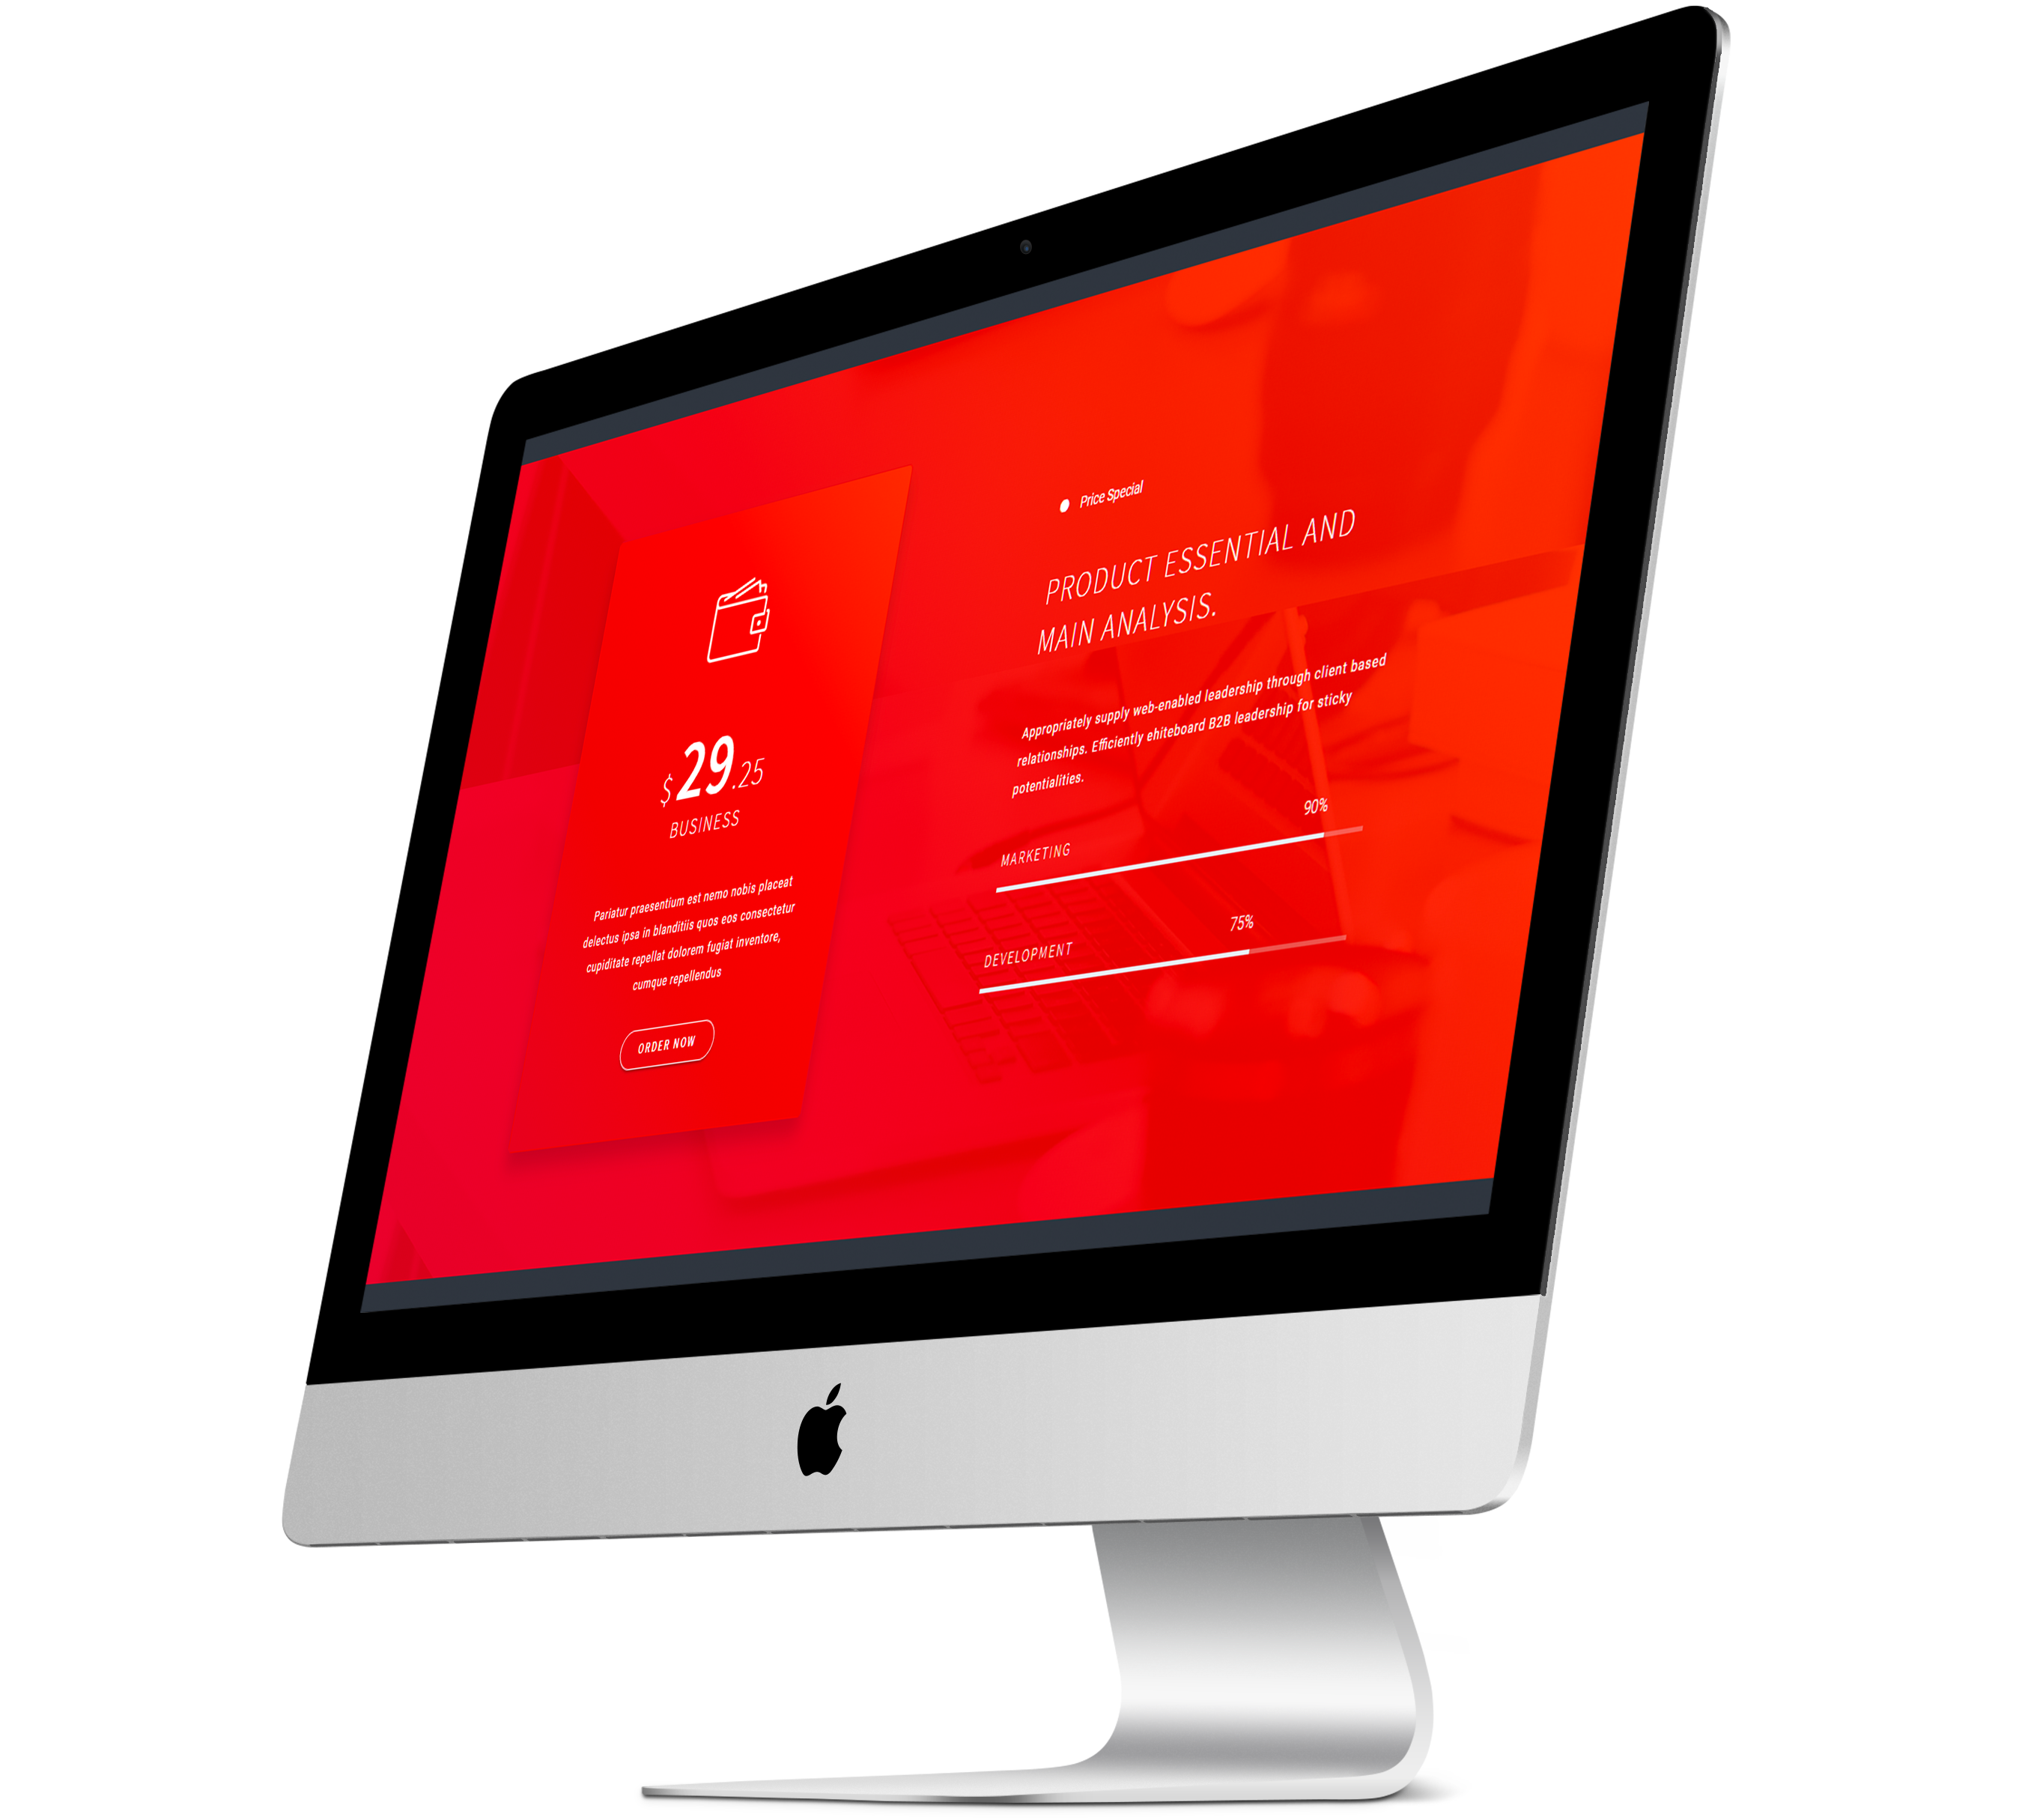 $29.25
BUSINESS
Pariatur praesentium est nemo nobis placeat
delectus ipsa in blanditiis quos eos consectetur
cupiditate repellat dolorem fugiat inventore,
cumque repellendus
ORDER NOW
Price Special
PRODUCT ESSENTIAL AND
MAIN ANALYSIS.
Appropriately supply web-enabled leadership through client based
relationships. Efficiently ehiteboard B2B leadership for sticky
potentialities.
90%
MARKETING
75%
DEVELOPMENT